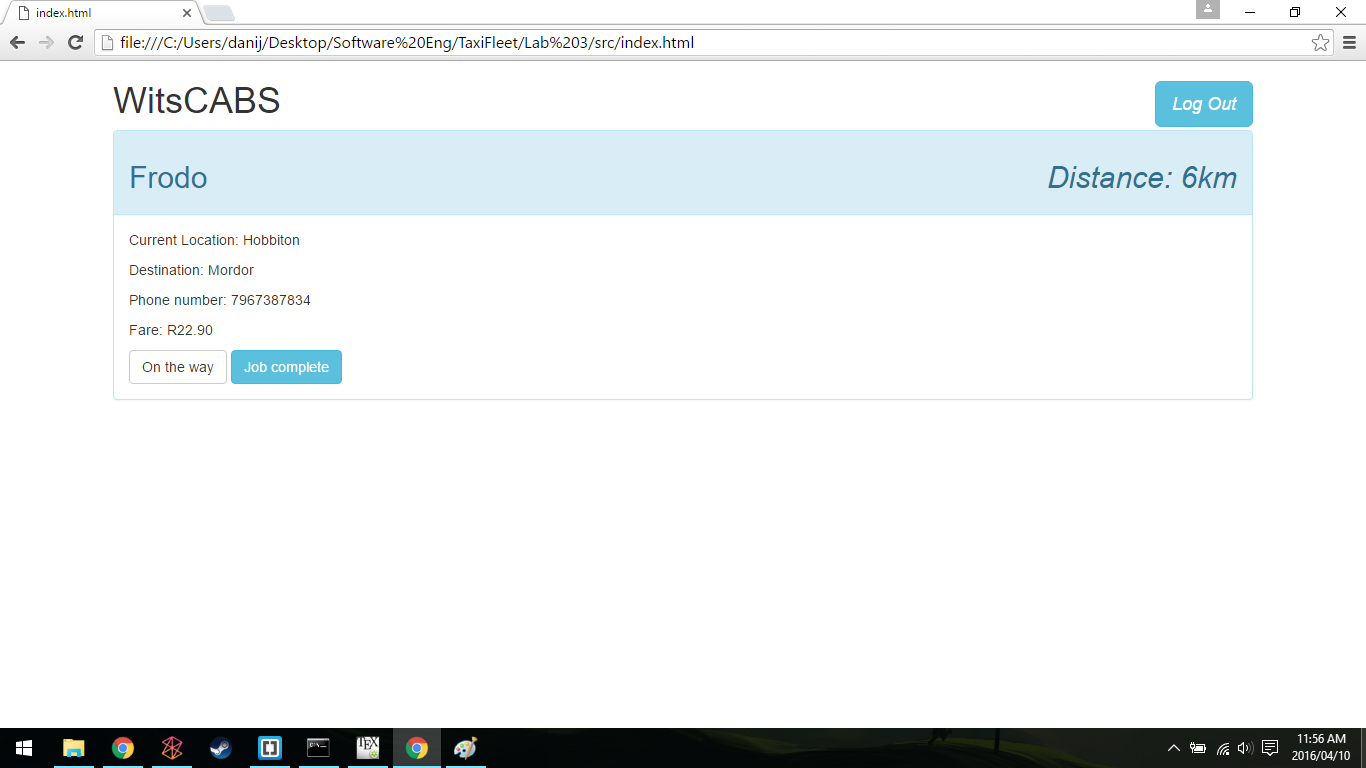 index.html
file:///C:/Users/danij/Desktop/Software%20Eng/TaxiFleet/Lab%203/src/index.html
WitsCABS
Log Out
Frodo
Distance: 6km
Current Location: Hobbiton
Destination: Mordor
Phone number: 7967387834
Fare: R22.90
On the way
Job complete
TEX
11:56 AM
2016/04/10